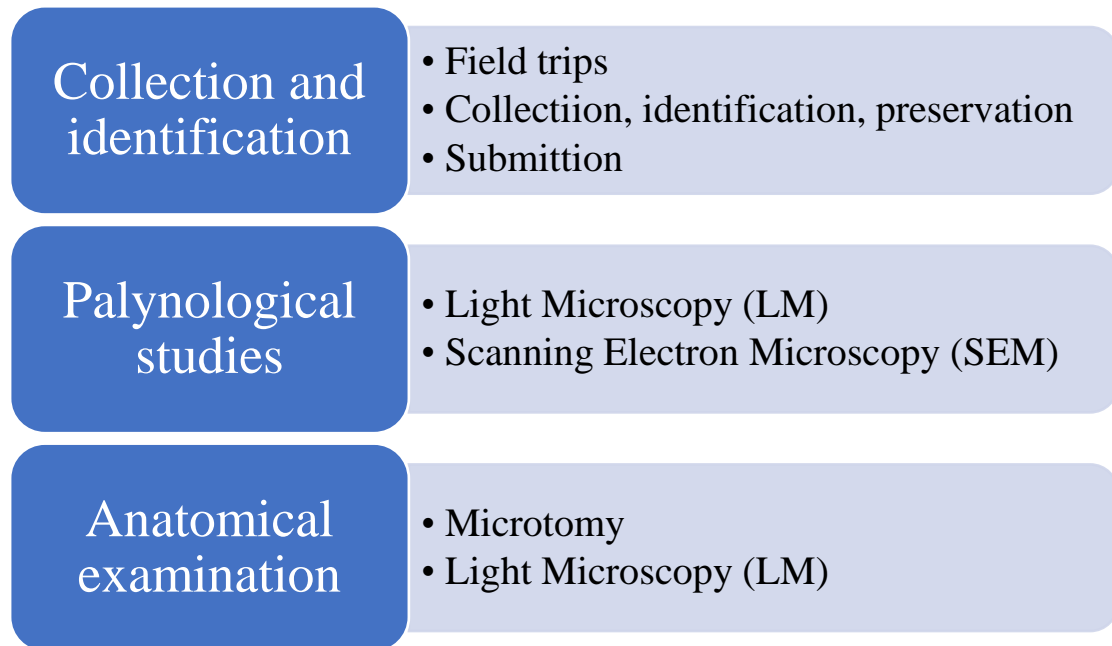 Collection and
identification
• Field trips
• Collectiion, identification, preservation
• Submittion
Palynological
studies
• Light Microscopy (LM)
• Scanning Electron Microscopy (SEM)
Anatomical
examination
• Microtomy
• Light Microscopy (LM)